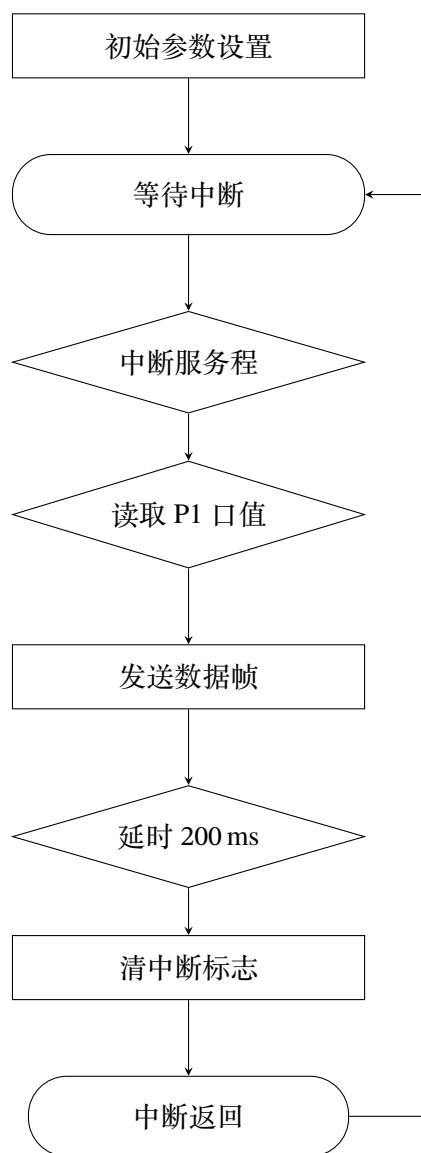 初始参数设置
等待中断
中断服务程
读取 P1 口值
发送数据帧
延时 200 ms
清中断标志
中断返回